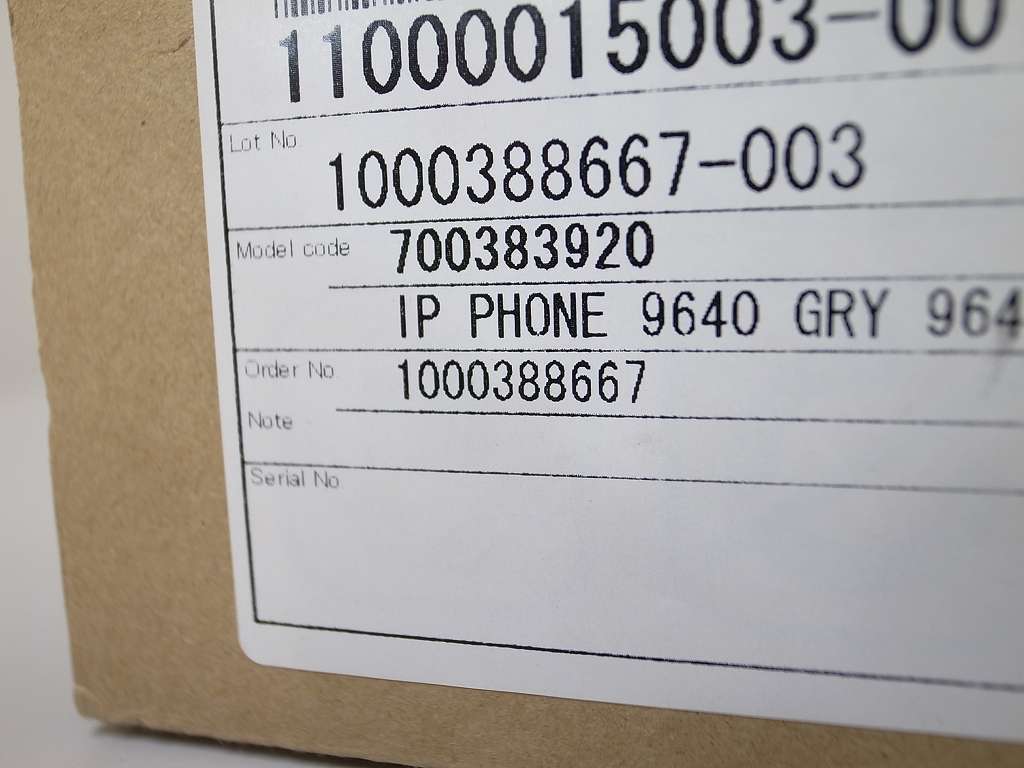 11000015003-00
Lot No
1000388667-003
Model code 700383920
IP PHONE 9640 GRY 964
Order No 1000388667
Note
Serial No